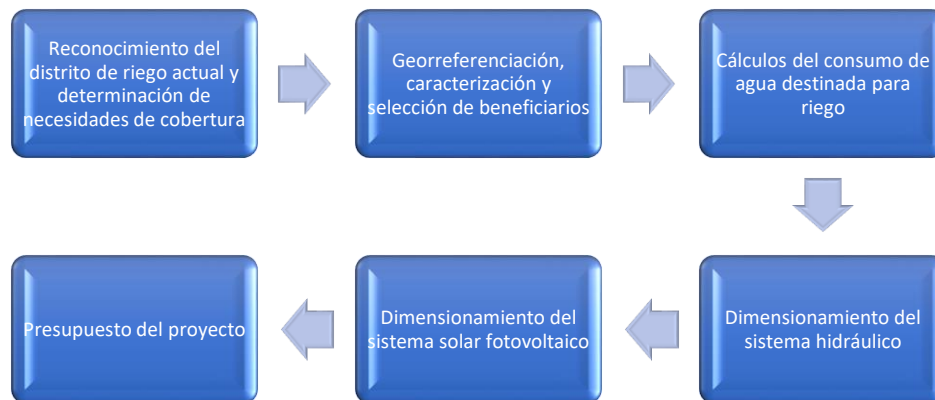 Reconocimiento del
distrito de riego actual y
determinación de
necesidades de cobertura
Georreferenciación,
caracterización y
selección de beneficiarios
Cálculos del consumo de
agua destinada para
riego
Dimensionamiento del
sistema hidráulico
Dimensionamiento del
sistema solar fotovoltaico
Presupuesto del proyecto